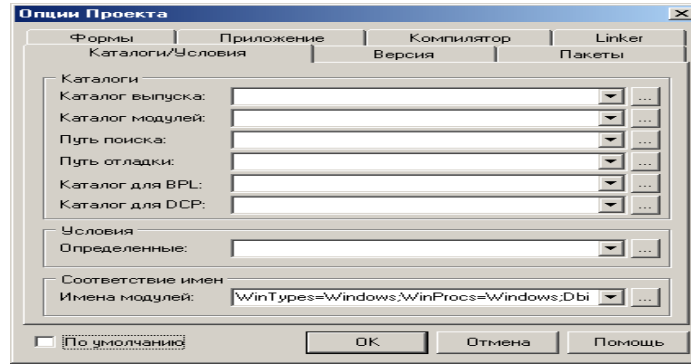 Опции Проекта
Формы Приложение Компилятор Linker
Каталоги/Условия Версия Пакеты
Каталоги
Каталог выпуска: ...
Каталог модулей: ...
Путь поиска: ...
Путь отладки: ...
Каталог для BPL: ...
Каталог для DCP: ...
Условия
Определенные: ...
Соответствие имен
Имена модулей: WinTypes=Windows;WinProcs=Windows;Dbi ...
По умолчанию OK Отмена Помощь